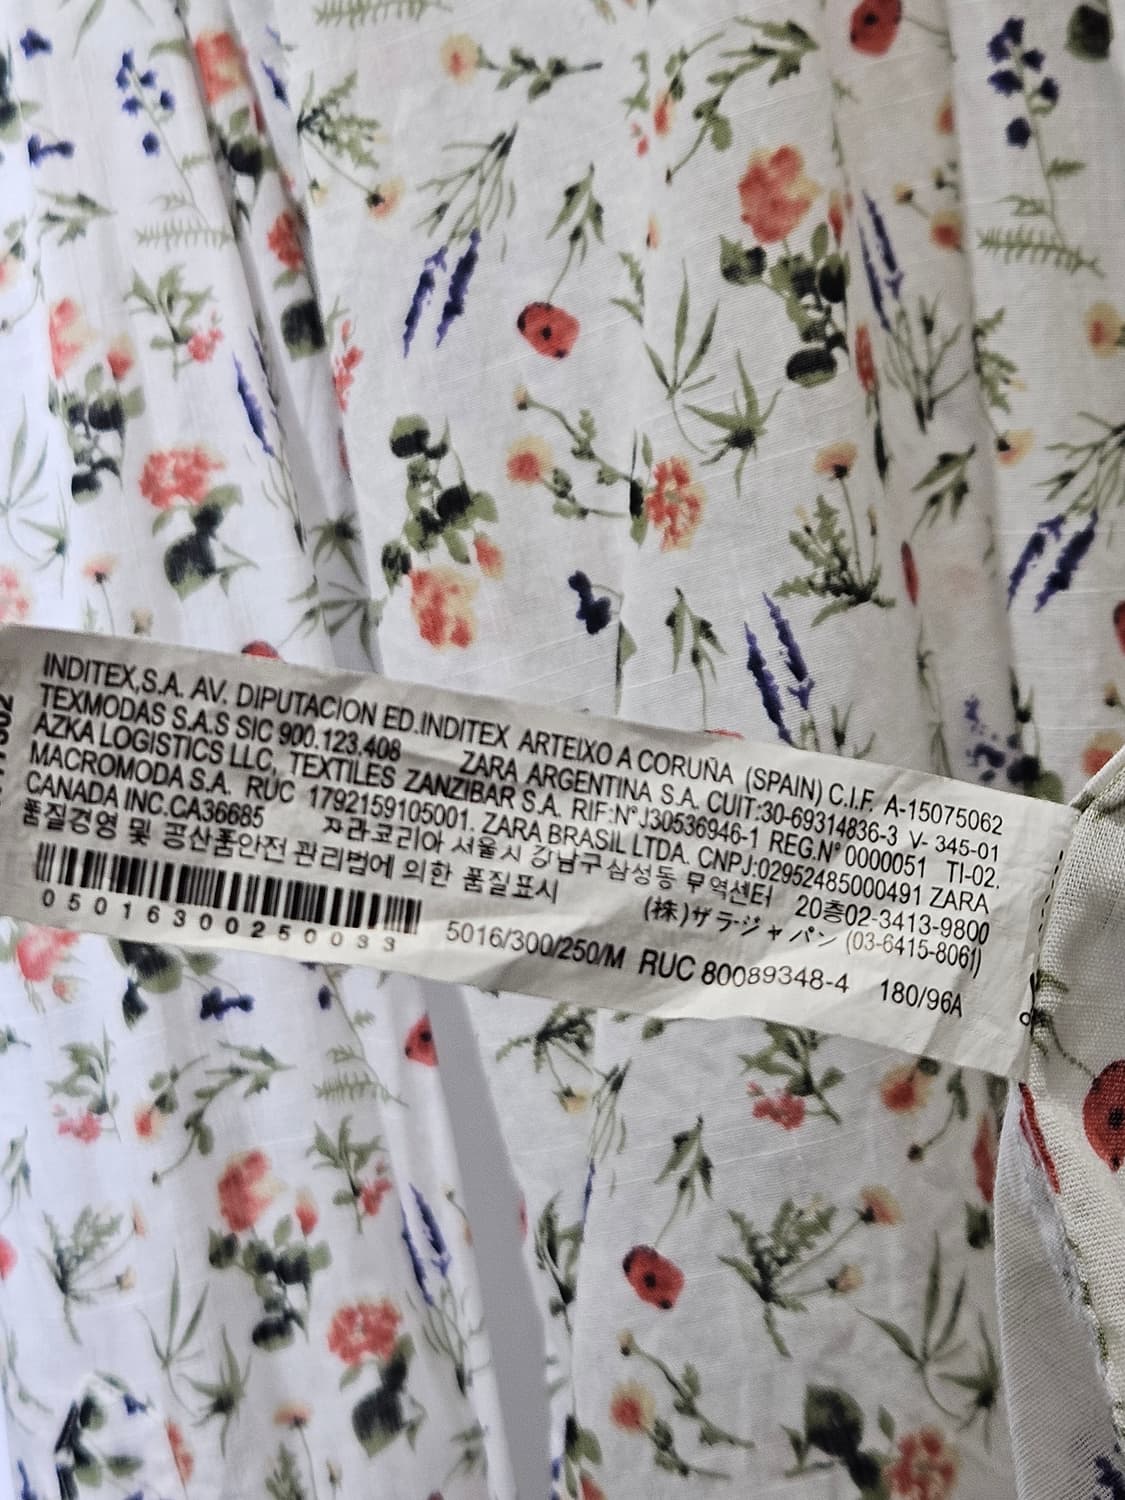 INDITEX,S.A. AV. DIPUTACION ED.INDITEX ARTEIXO A CORUÑA (SPAIN) C.I.F. A-15075062
TEXMODAS S.A.S SIC 900.123.408 ZARA ARGENTINA S.A. CUIT:30-69314836-3 V- 345-01
AZKA LOGISTICS LLC, TEXTILES ZANZIBAR S.A. RIF:Nº J30536946-1 REG.Nº 0000051 TI-02.
MACROMODA S.A. RUC 1792159105001. ZARA BRASIL LTDA. CNPJ:02952485000491 ZARA
CANADA INC.CA36685 자라코리아 서울시 강남구 삼성동 무역센터 20층02-3413-9800
품질경영 및 공산품안전 관리법에 의한 품질표시 (株)ザラ-ジャパン (03-6415-8061)
05016300250033
5016/300/250/M RUC 80089348-4 180/96A